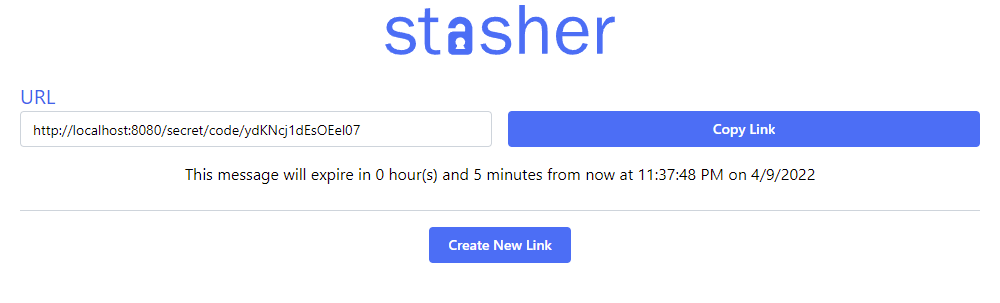 stasher
URL
http://localhost:8080/secret/code/ydKNcj1dEsOEel07
Copy Link
This message will expire in 0 hour(s) and 5 minutes from now at 11:37:48 PM on 4/9/2022
Create New Link